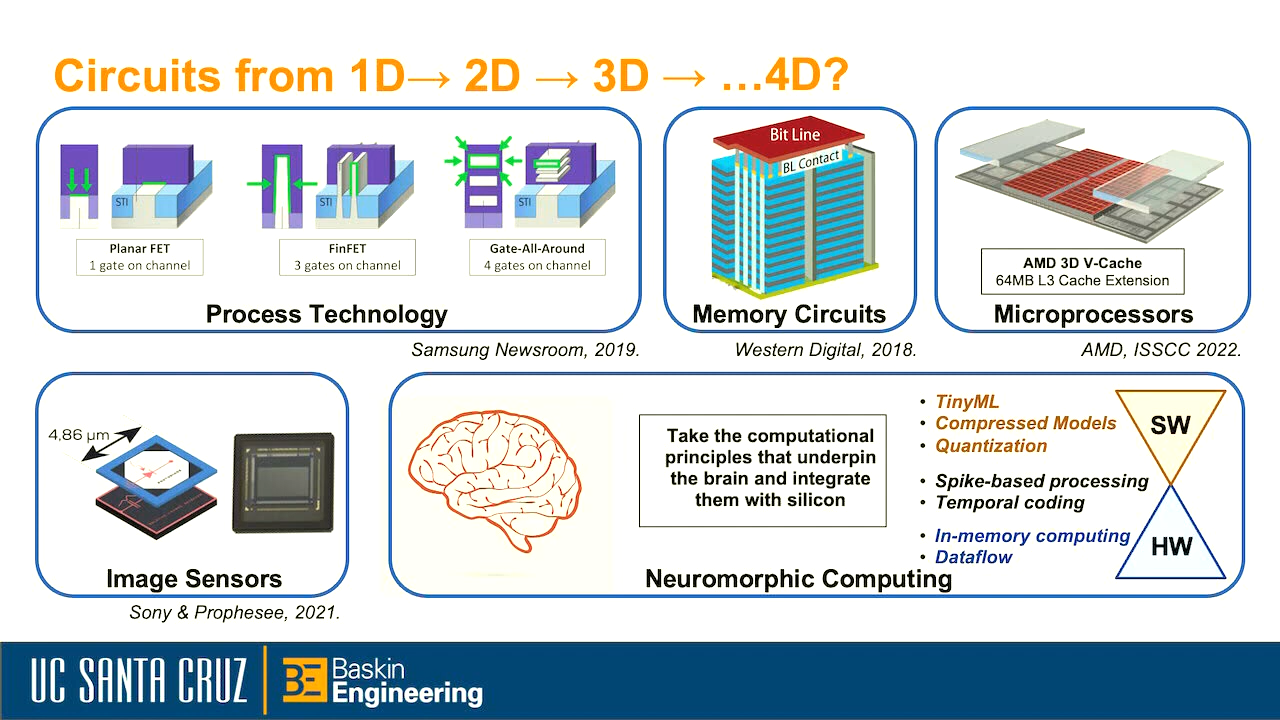 Circuits from 1D→ 2D → 3D → …4D?
STI
STI
STI
Planar FET
1 gate on channel
FinFET
3 gates on channel
Gate-All-Around
4 gates on channel
Process Technology
Samsung Newsroom, 2019.
Bit Line
BL Contact
Memory Circuits
Western Digital, 2018.
AMD 3D V-Cache
64MB L3 Cache Extension
Microprocessors
AMD, ISSCC 2022.
4,86 µm
Image Sensors
Sony & Prophesee, 2021.
Take the computational
principles that underpin
the brain and integrate
them with silicon
• TinyML
• Compressed Models
• Quantization
• Spike-based processing
• Temporal coding
• In-memory computing
• Dataflow
SW
HW
Neuromorphic Computing
UC SANTA CRUZ
BE
Baskin
Engineering